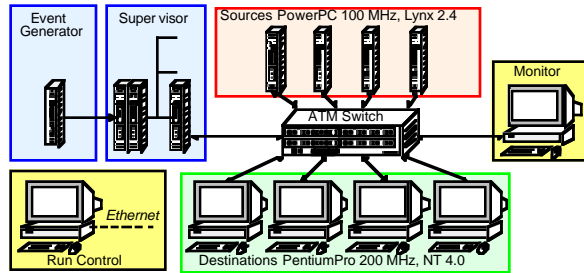 Event
Generator
Super visor
Sources PowerPC 100 MHz, Lynx 2.4
Monitor
ATM Switch
Ethernet
Run Control
Destinations PentiumPro 200 MHz, NT 4.0